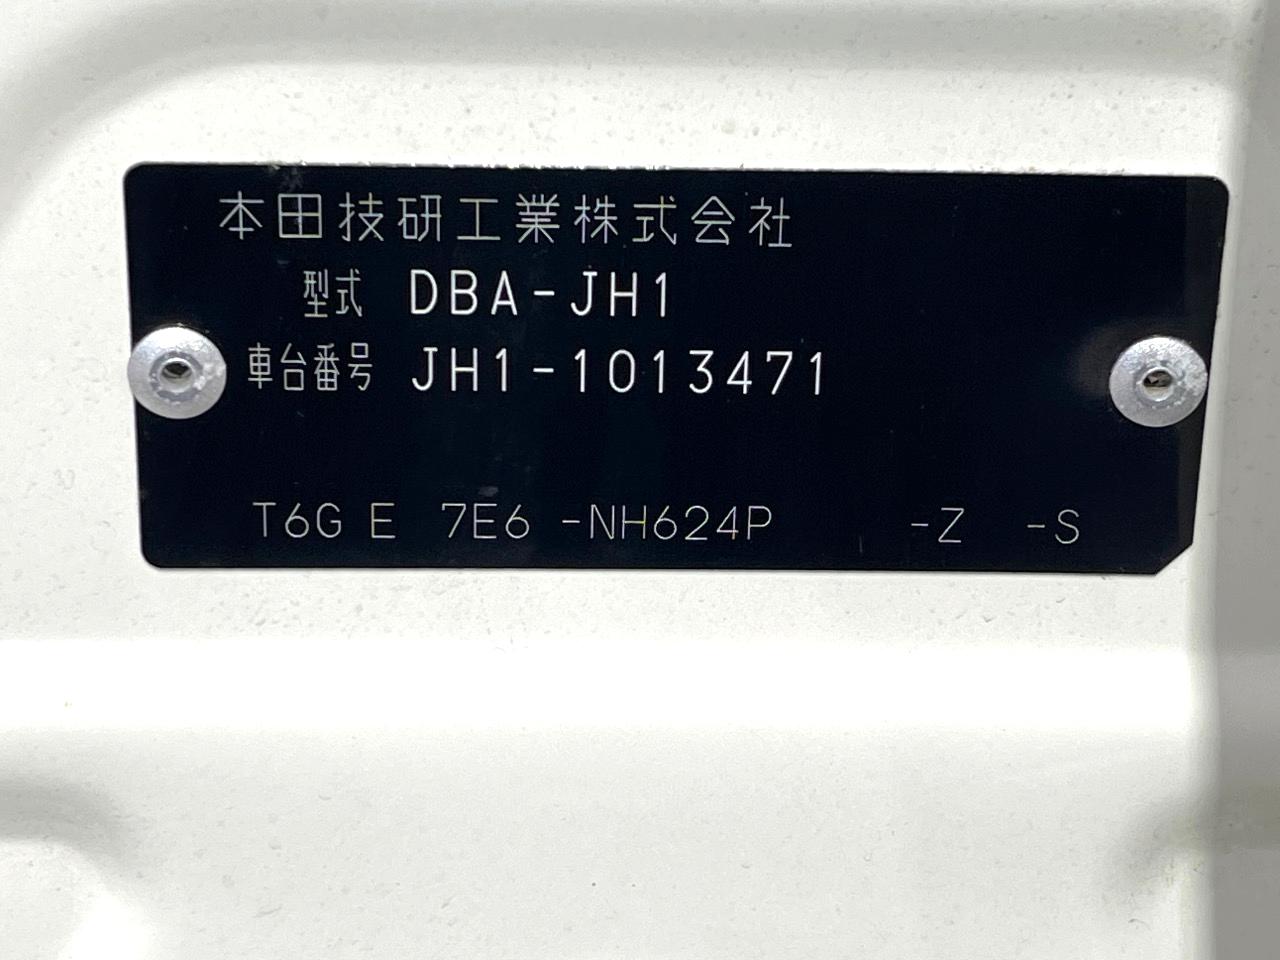 本田技研工業株式会社
型式 DBA-JH1
車台番号 JH1-1013471
T6G E 7E6 -NH624P -Z -S